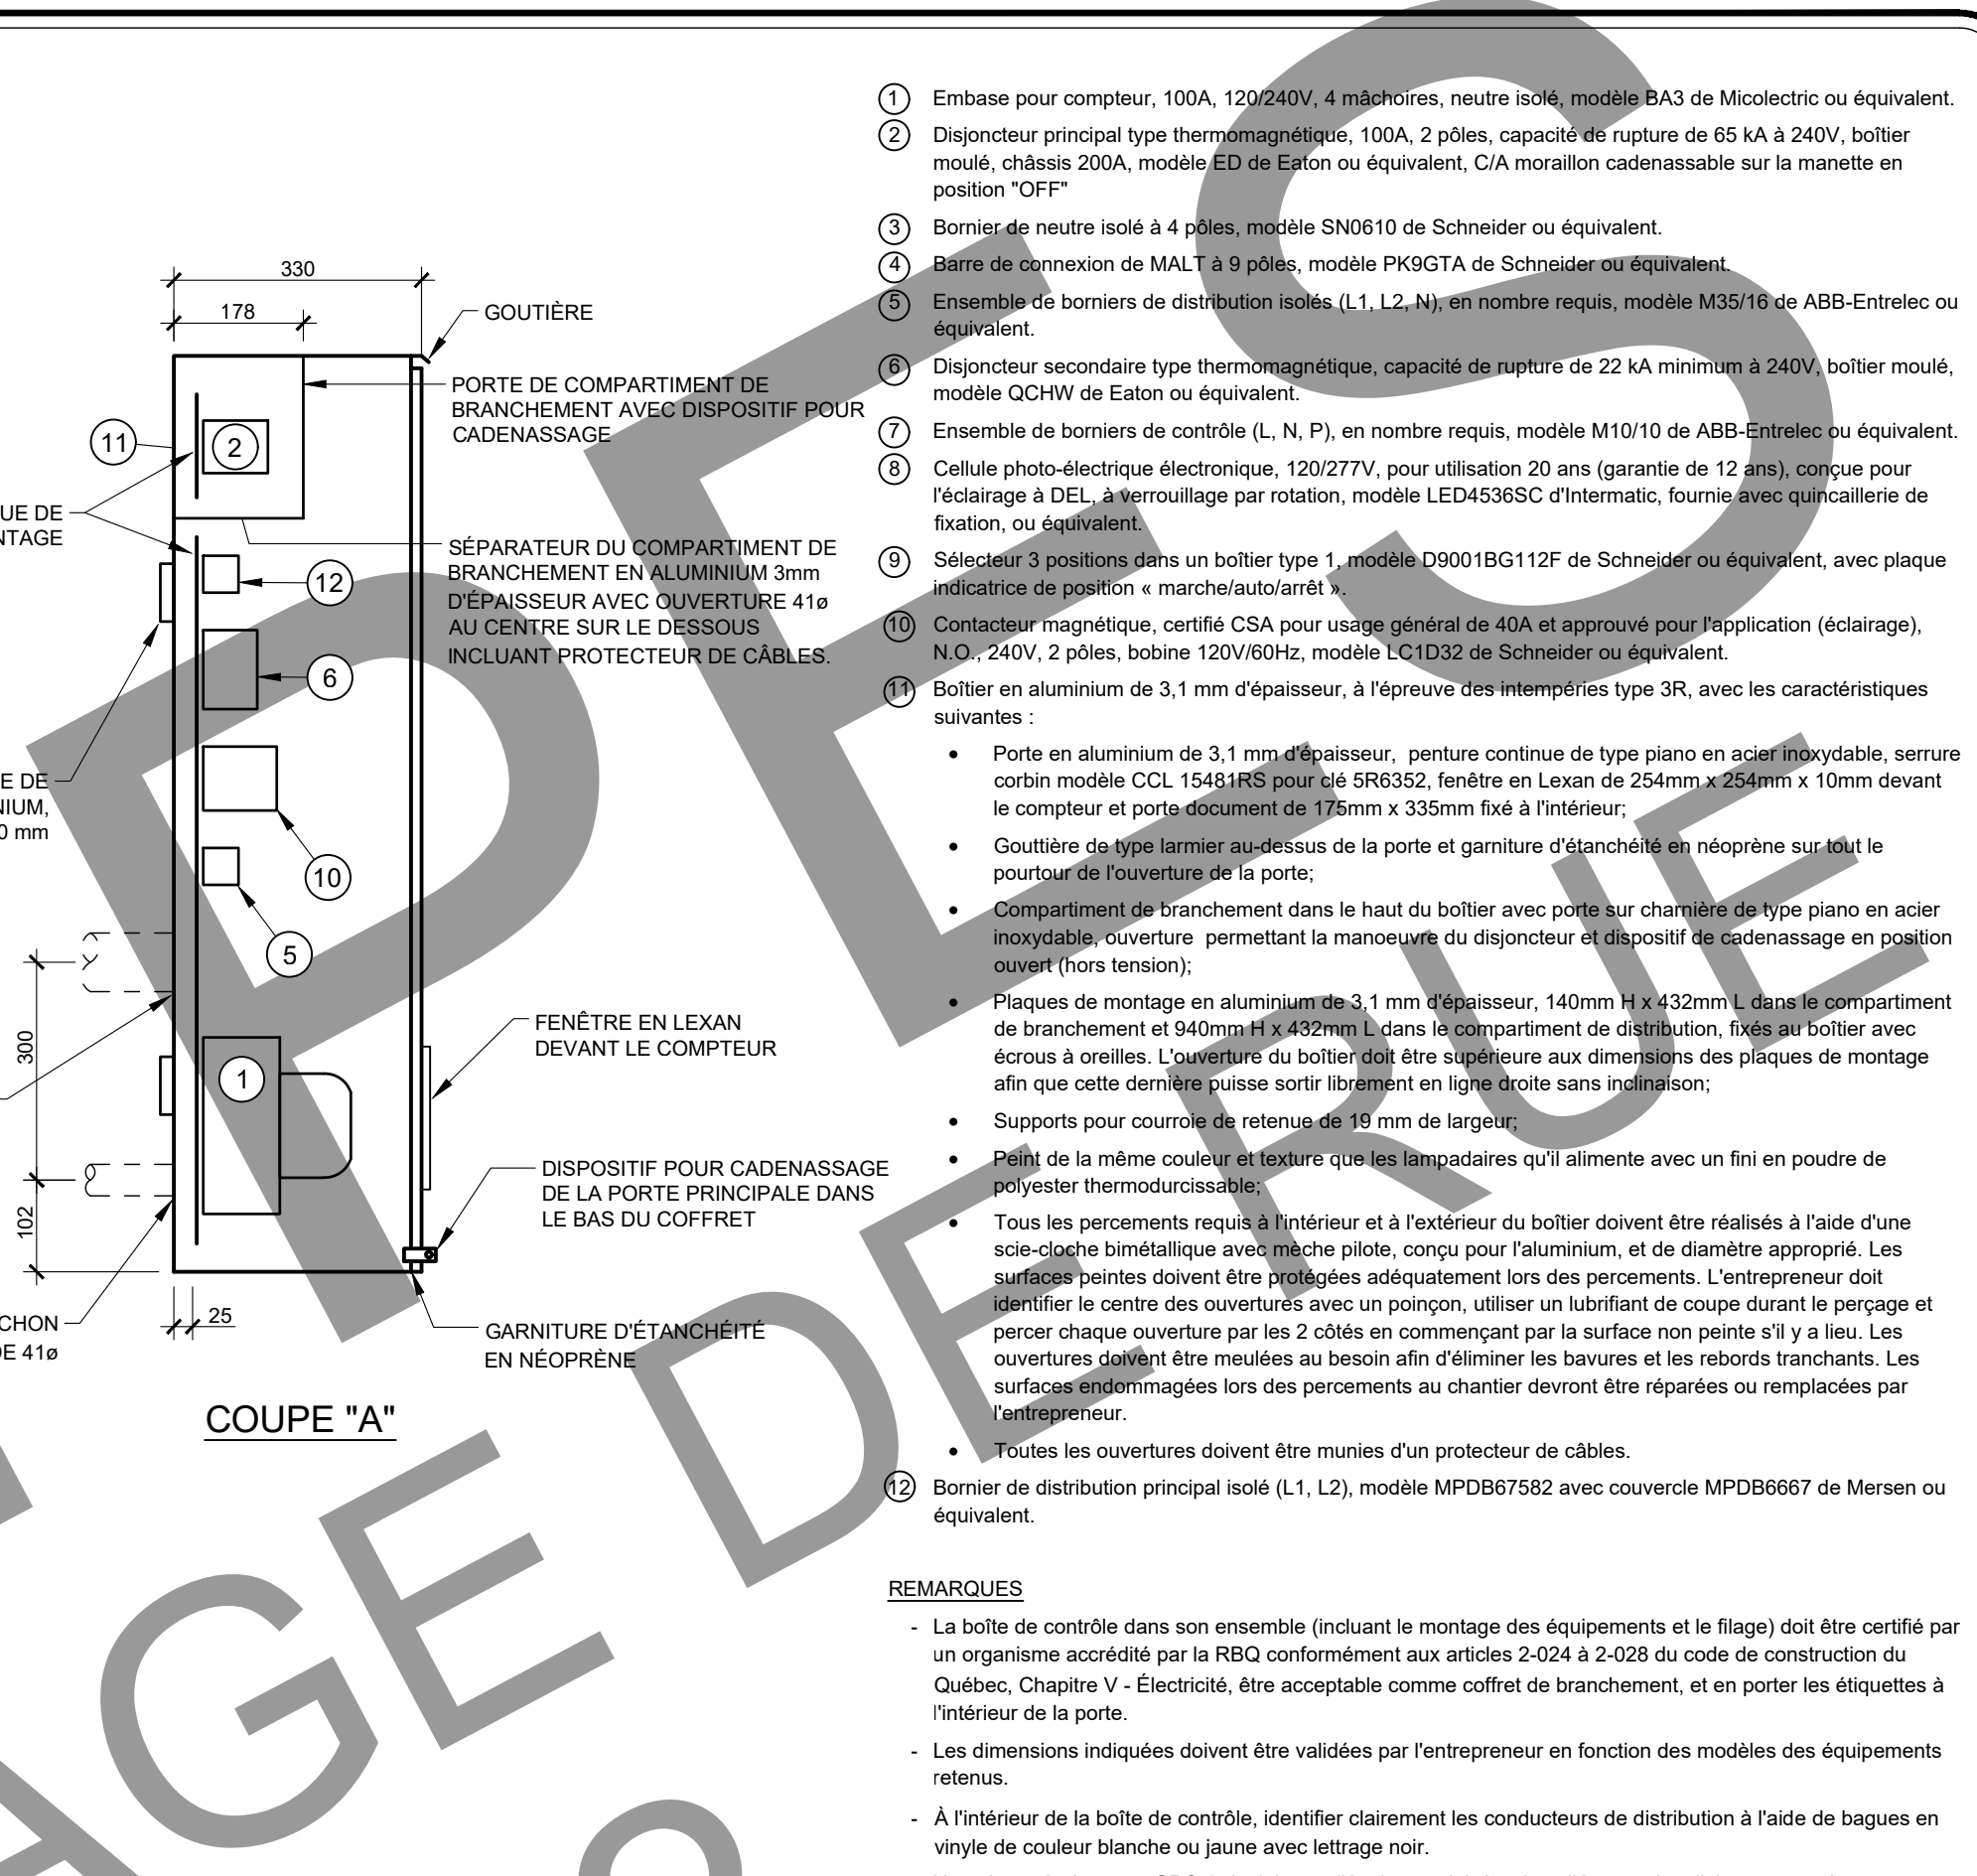 330
178
GOUTIÈRE
PORTE DE COMPARTIMENT DE
BRANCHEMENT AVEC DISPOSITIF POUR
CADENASSAGE
11
2
UE DE
NTAGE
SÉPARATEUR DU COMPARTIMENT DE
BRANCHEMENT EN ALUMINIUM 3mm
D'ÉPAISSEUR AVEC OUVERTURE 41ø
AU CENTRE SUR LE DESSOUS
INCLUANT PROTECTEUR DE CÂBLES.
12
6
E DE
NIUM,
0 mm
10
5
300
FENÊTRE EN LEXAN
DEVANT LE COMPTEUR
1
DISPOSITIF POUR CADENASSAGE
DE LA PORTE PRINCIPALE DANS
LE BAS DU COFFRET
102
25
CHON
DE 41ø
GARNITURE D'ÉTANCHÉITÉ
EN NÉOPRÈNE
COUPE "A"
1 Embase pour compteur, 100A, 120/240V, 4 mâchoires, neutre isolé, modèle BA3 de Micolectric ou équivalent.
2 Disjoncteur principal type thermomagnétique, 100A, 2 pôles, capacité de rupture de 65 kA à 240V, boîtier
moulé, châssis 200A, modèle ED de Eaton ou équivalent, C/A moraillon cadenassable sur la manette en
position "OFF"
3 Bornier de neutre isolé à 4 pôles, modèle SN0610 de Schneider ou équivalent.
4 Barre de connexion de MALT à 9 pôles, modèle PK9GTA de Schneider ou équivalent.
5 Ensemble de borniers de distribution isolés (L1, L2, N), en nombre requis, modèle M35/16 de ABB-Entrelec ou
équivalent.
6 Disjoncteur secondaire type thermomagnétique, capacité de rupture de 22 kA minimum à 240V, boîtier moulé,
modèle QCHW de Eaton ou équivalent.
7 Ensemble de borniers de contrôle (L, N, P), en nombre requis, modèle M10/10 de ABB-Entrelec ou équivalent.
8 Cellule photo-électrique électronique, 120/277V, pour utilisation 20 ans (garantie de 12 ans), conçue pour
l'éclairage à DEL, à verrouillage par rotation, modèle LED4536SC d'Intermatic, fournie avec quincaillerie de
fixation, ou équivalent.
9 Sélecteur 3 positions dans un boîtier type 1, modèle D9001BG112F de Schneider ou équivalent, avec plaque
indicatrice de position « marche/auto/arrêt ».
10 Contacteur magnétique, certifié CSA pour usage général de 40A et approuvé pour l'application (éclairage),
N.O., 240V, 2 pôles, bobine 120V/60Hz, modèle LC1D32 de Schneider ou équivalent.
11 Boîtier en aluminium de 3,1 mm d'épaisseur, à l'épreuve des intempéries type 3R, avec les caractéristiques
suivantes :
• Porte en aluminium de 3,1 mm d'épaisseur, penture continue de type piano en acier inoxydable, serrure
corbin modèle CCL 15481RS pour clé 5R6352, fenêtre en Lexan de 254mm x 254mm x 10mm devant
le compteur et porte document de 175mm x 335mm fixé à l'intérieur;
• Gouttière de type larmier au-dessus de la porte et garniture d'étanchéité en néoprène sur tout le
pourtour de l'ouverture de la porte;
• Compartiment de branchement dans le haut du boîtier avec porte sur charnière de type piano en acier
inoxydable, ouverture permettant la manoeuvre du disjoncteur et dispositif de cadenassage en position
ouvert (hors tension);
• Plaques de montage en aluminium de 3,1 mm d'épaisseur, 140mm H x 432mm L dans le compartiment
de branchement et 940mm H x 432mm L dans le compartiment de distribution, fixés au boîtier avec
écrous à oreilles. L'ouverture du boîtier doit être supérieure aux dimensions des plaques de montage
afin que cette dernière puisse sortir librement en ligne droite sans inclinaison;
• Supports pour courroie de retenue de 19 mm de largeur;
• Peint de la même couleur et texture que les lampadaires qu'il alimente avec un fini en poudre de
polyester thermodurcissable;
• Tous les percements requis à l'intérieur et à l'extérieur du boîtier doivent être réalisés à l'aide d'une
scie-cloche bimétallique avec mèche pilote, conçu pour l'aluminium, et de diamètre approprié. Les
surfaces peintes doivent être protégées adéquatement lors des percements. L'entrepreneur doit
identifier le centre des ouvertures avec un poinçon, utiliser un lubrifiant de coupe durant le perçage et
percer chaque ouverture par les 2 côtés en commençant par la surface non peinte s'il y a lieu. Les
ouvertures doivent être meulées au besoin afin d'éliminer les bavures et les rebords tranchants. Les
surfaces endommagées lors des percements au chantier devront être réparées ou remplacées par
l'entrepreneur.
• Toutes les ouvertures doivent être munies d'un protecteur de câbles.
12 Bornier de distribution principal isolé (L1, L2), modèle MPDB67582 avec couvercle MPDB6667 de Mersen ou
équivalent.
REMARQUES
- La boîte de contrôle dans son ensemble (incluant le montage des équipements et le filage) doit être certifié par
un organisme accrédité par la RBQ conformément aux articles 2-024 à 2-028 du code de construction du
Québec, Chapitre V - Électricité, être acceptable comme coffret de branchement, et en porter les étiquettes à
l'intérieur de la porte.
- Les dimensions indiquées doivent être validées par l'entrepreneur en fonction des modèles des équipements
retenus.
- À l'intérieur de la boîte de contrôle, identifier clairement les conducteurs de distribution à l'aide de bagues en
vinyle de couleur blanche ou jaune avec lettrage noir.
PES
AGE DE RUE